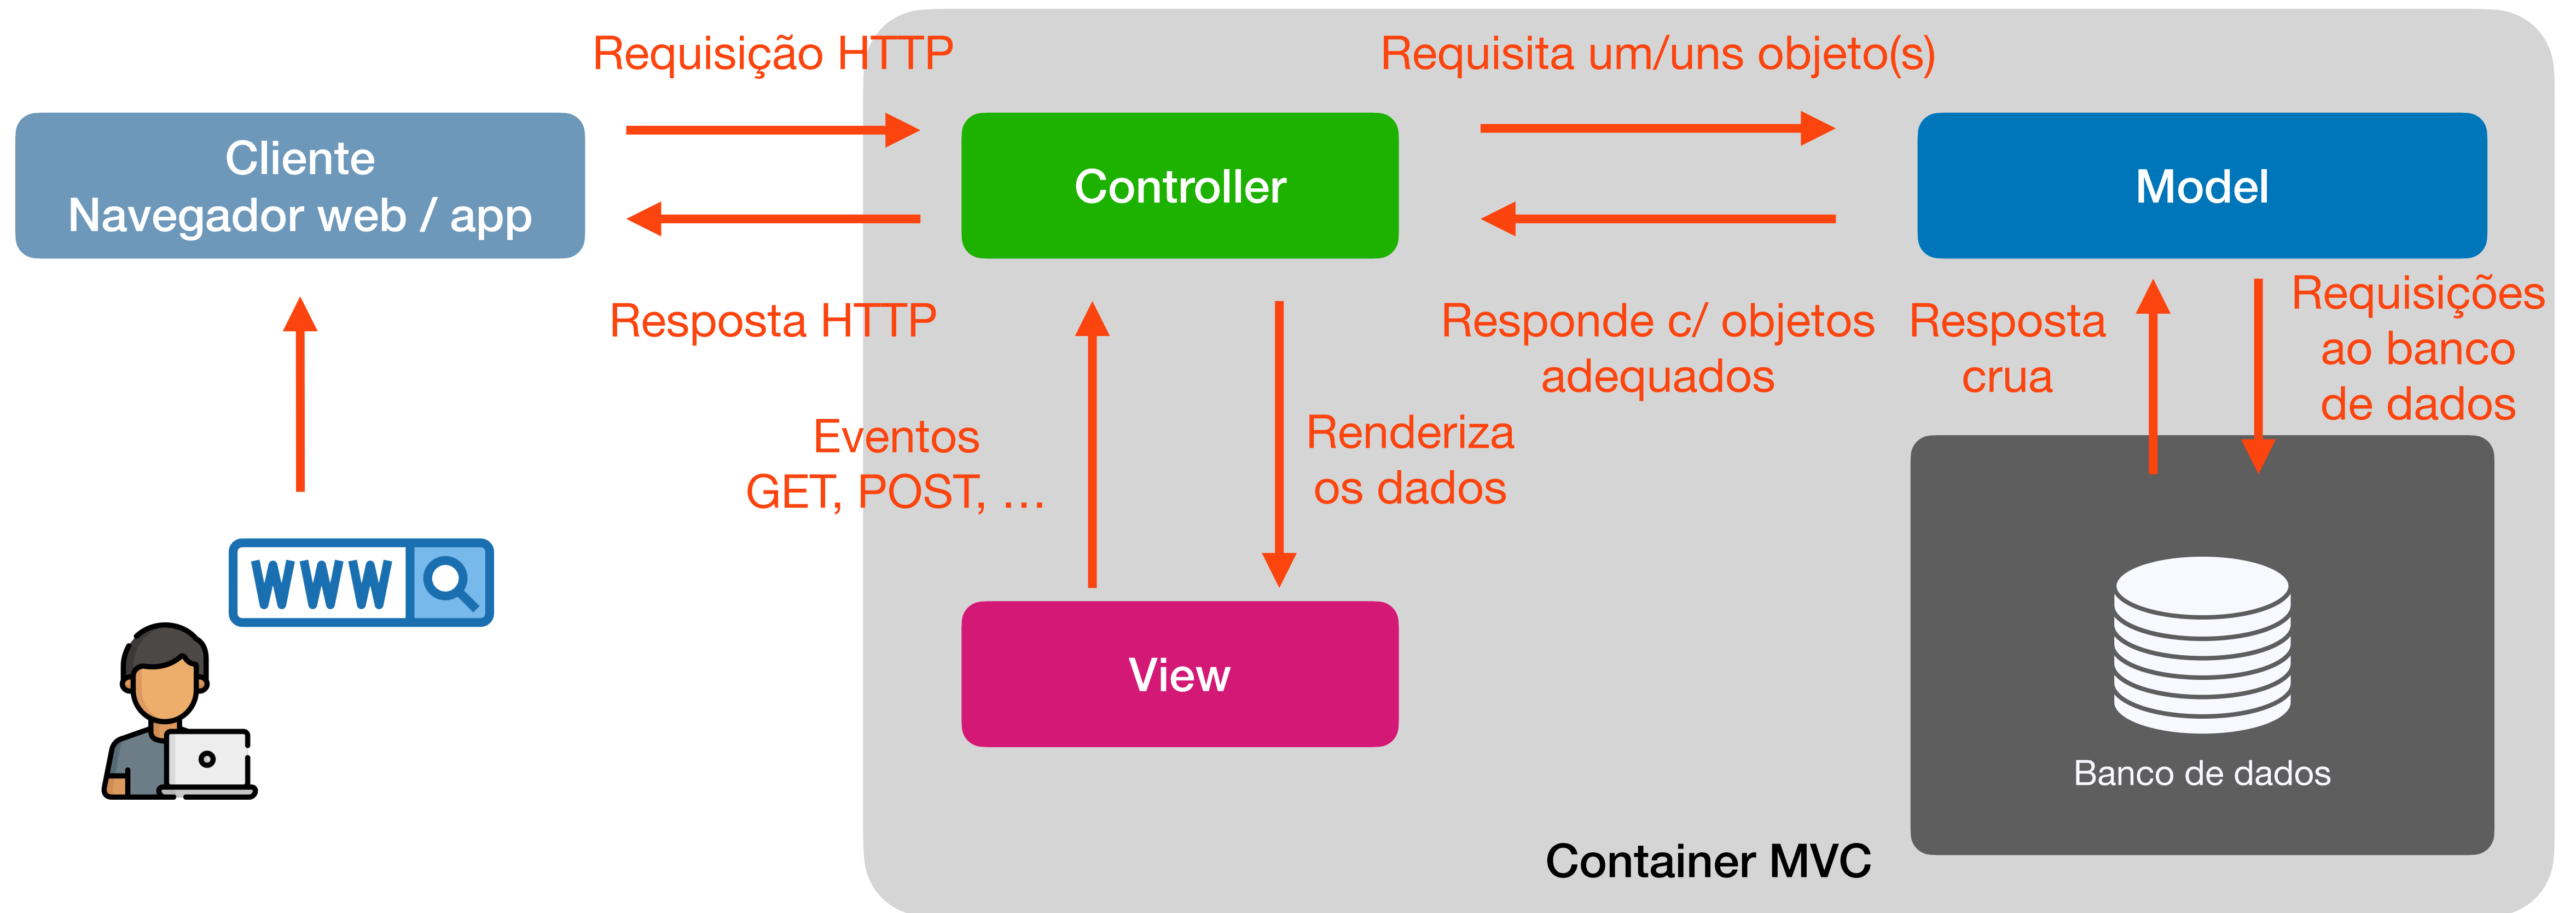 Requisição HTTP
Requisita um/uns objeto(s)
Cliente
Navegador web / app
Controller
Model
Resposta HTTP
Responde c/ objetos
adequados
Resposta
crua
Requisições
ao banco
de dados
Eventos
GET, POST, …
Renderiza
os dados
WWW
View
Banco de dados
Container MVC